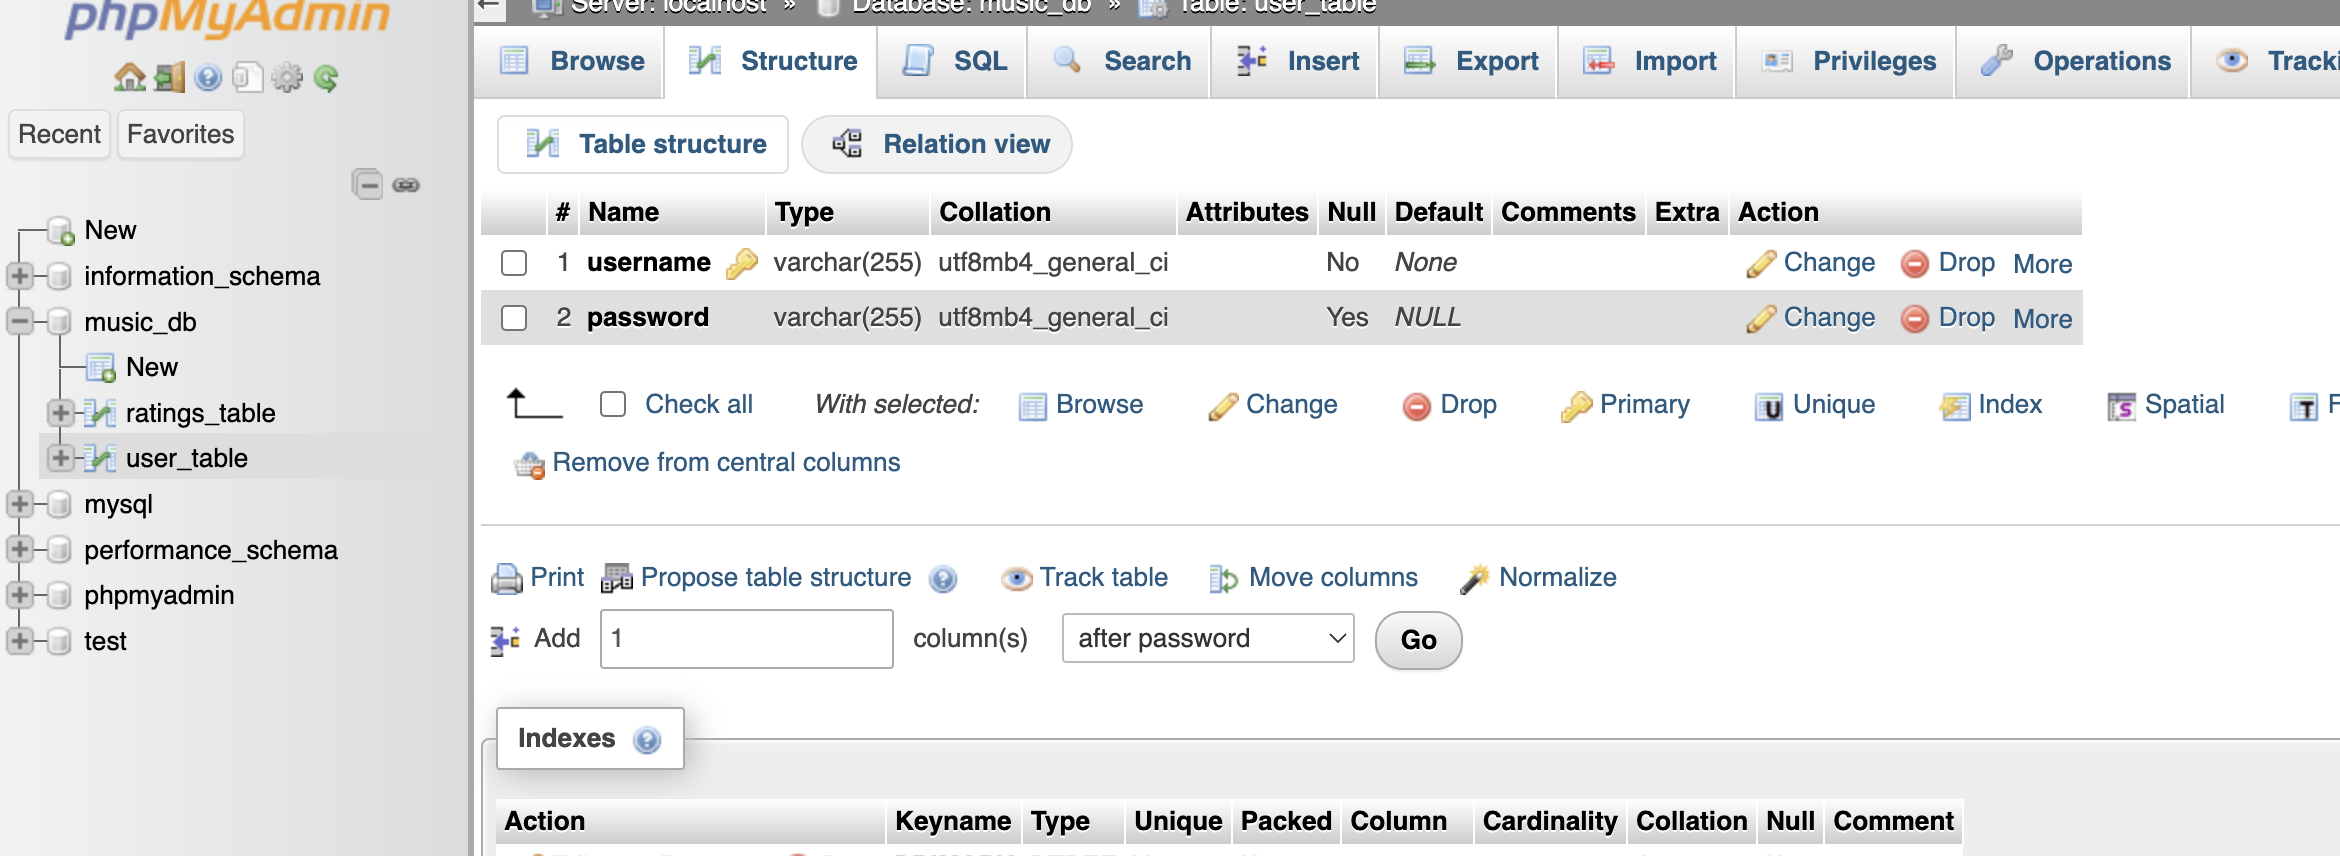 phpMyAdmin
Recent Favorites
New
information_schema
music_db
New
ratings_table
user_table
mysql
performance_schema
phpmyadmin
test
Server: localhost » Database: music_db » Table: user_table
Browse Structure SQL Search Insert Export Import Privileges Operations Tracki
Table structure Relation view
# Name Type Collation Attributes Null Default Comments Extra Action
1 username varchar(255) utf8mb4_general_ci No None Change Drop More
2 password varchar(255) utf8mb4_general_ci Yes NULL Change Drop More
Check all With selected: Browse Change Drop Primary Unique Index Spatial F
Remove from central columns
Print Propose table structure Track table Move columns Normalize
Add 1 column(s) after password Go
Indexes
Action Keyname Type Unique Packed Column Cardinality Collation Null Comment